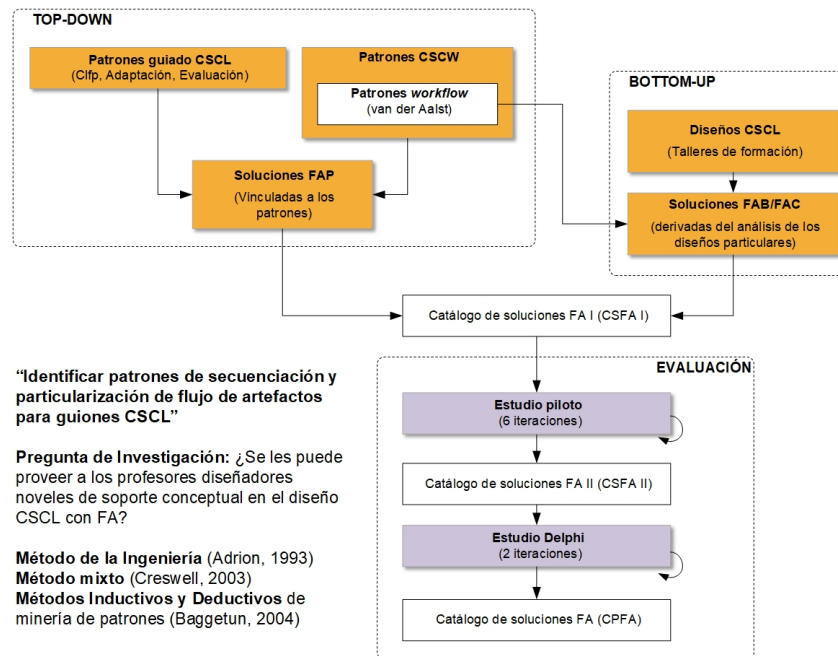 TOP-DOWN
Patrones guiado CSCL
(Clfp, Adaptación, Evaluación)
Patrones CSCW
Patrones workflow
(van der Aalst)
Soluciones FAP
(Vinculadas a los
patrones)
BOTTOM-UP
Diseños CSCL
(Talleres de formación)
Soluciones FAB/FAC
(derivadas del análisis de los
diseños particulares)
Catálogo de soluciones FA I (CSFA I)
EVALUACIÓN
Estudio piloto
(6 iteraciones)
Catálogo de soluciones FA II (CSFA II)
Estudio Delphi
(2 iteraciones)
Catálogo de soluciones FA (CPFA)
“Identificar patrones de secuenciación y
particularización de flujo de artefactos
para guiones CSCL”
Pregunta de Investigación: ¿Se les puede
proveer a los profesores diseñadores
noveles de soporte conceptual en el diseño
CSCL con FA?
Método de la Ingeniería (Adrion, 1993)
Método mixto (Creswell, 2003)
Métodos Inductivos y Deductivos de
minería de patrones (Baggetun, 2004)